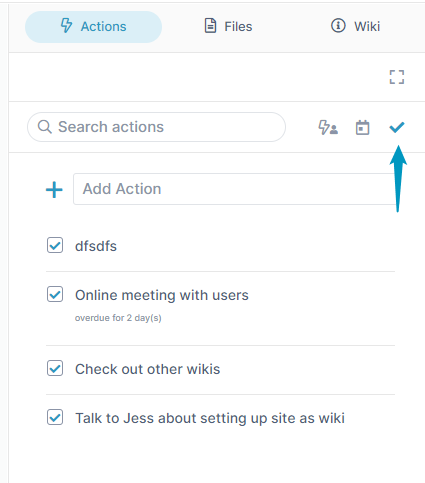 Actions Files Wiki
Search actions
Add Action
dfsdfs
Online meeting with users
overdue for 2 day(s)
Check out other wikis
Talk to Jess about setting up site as wiki